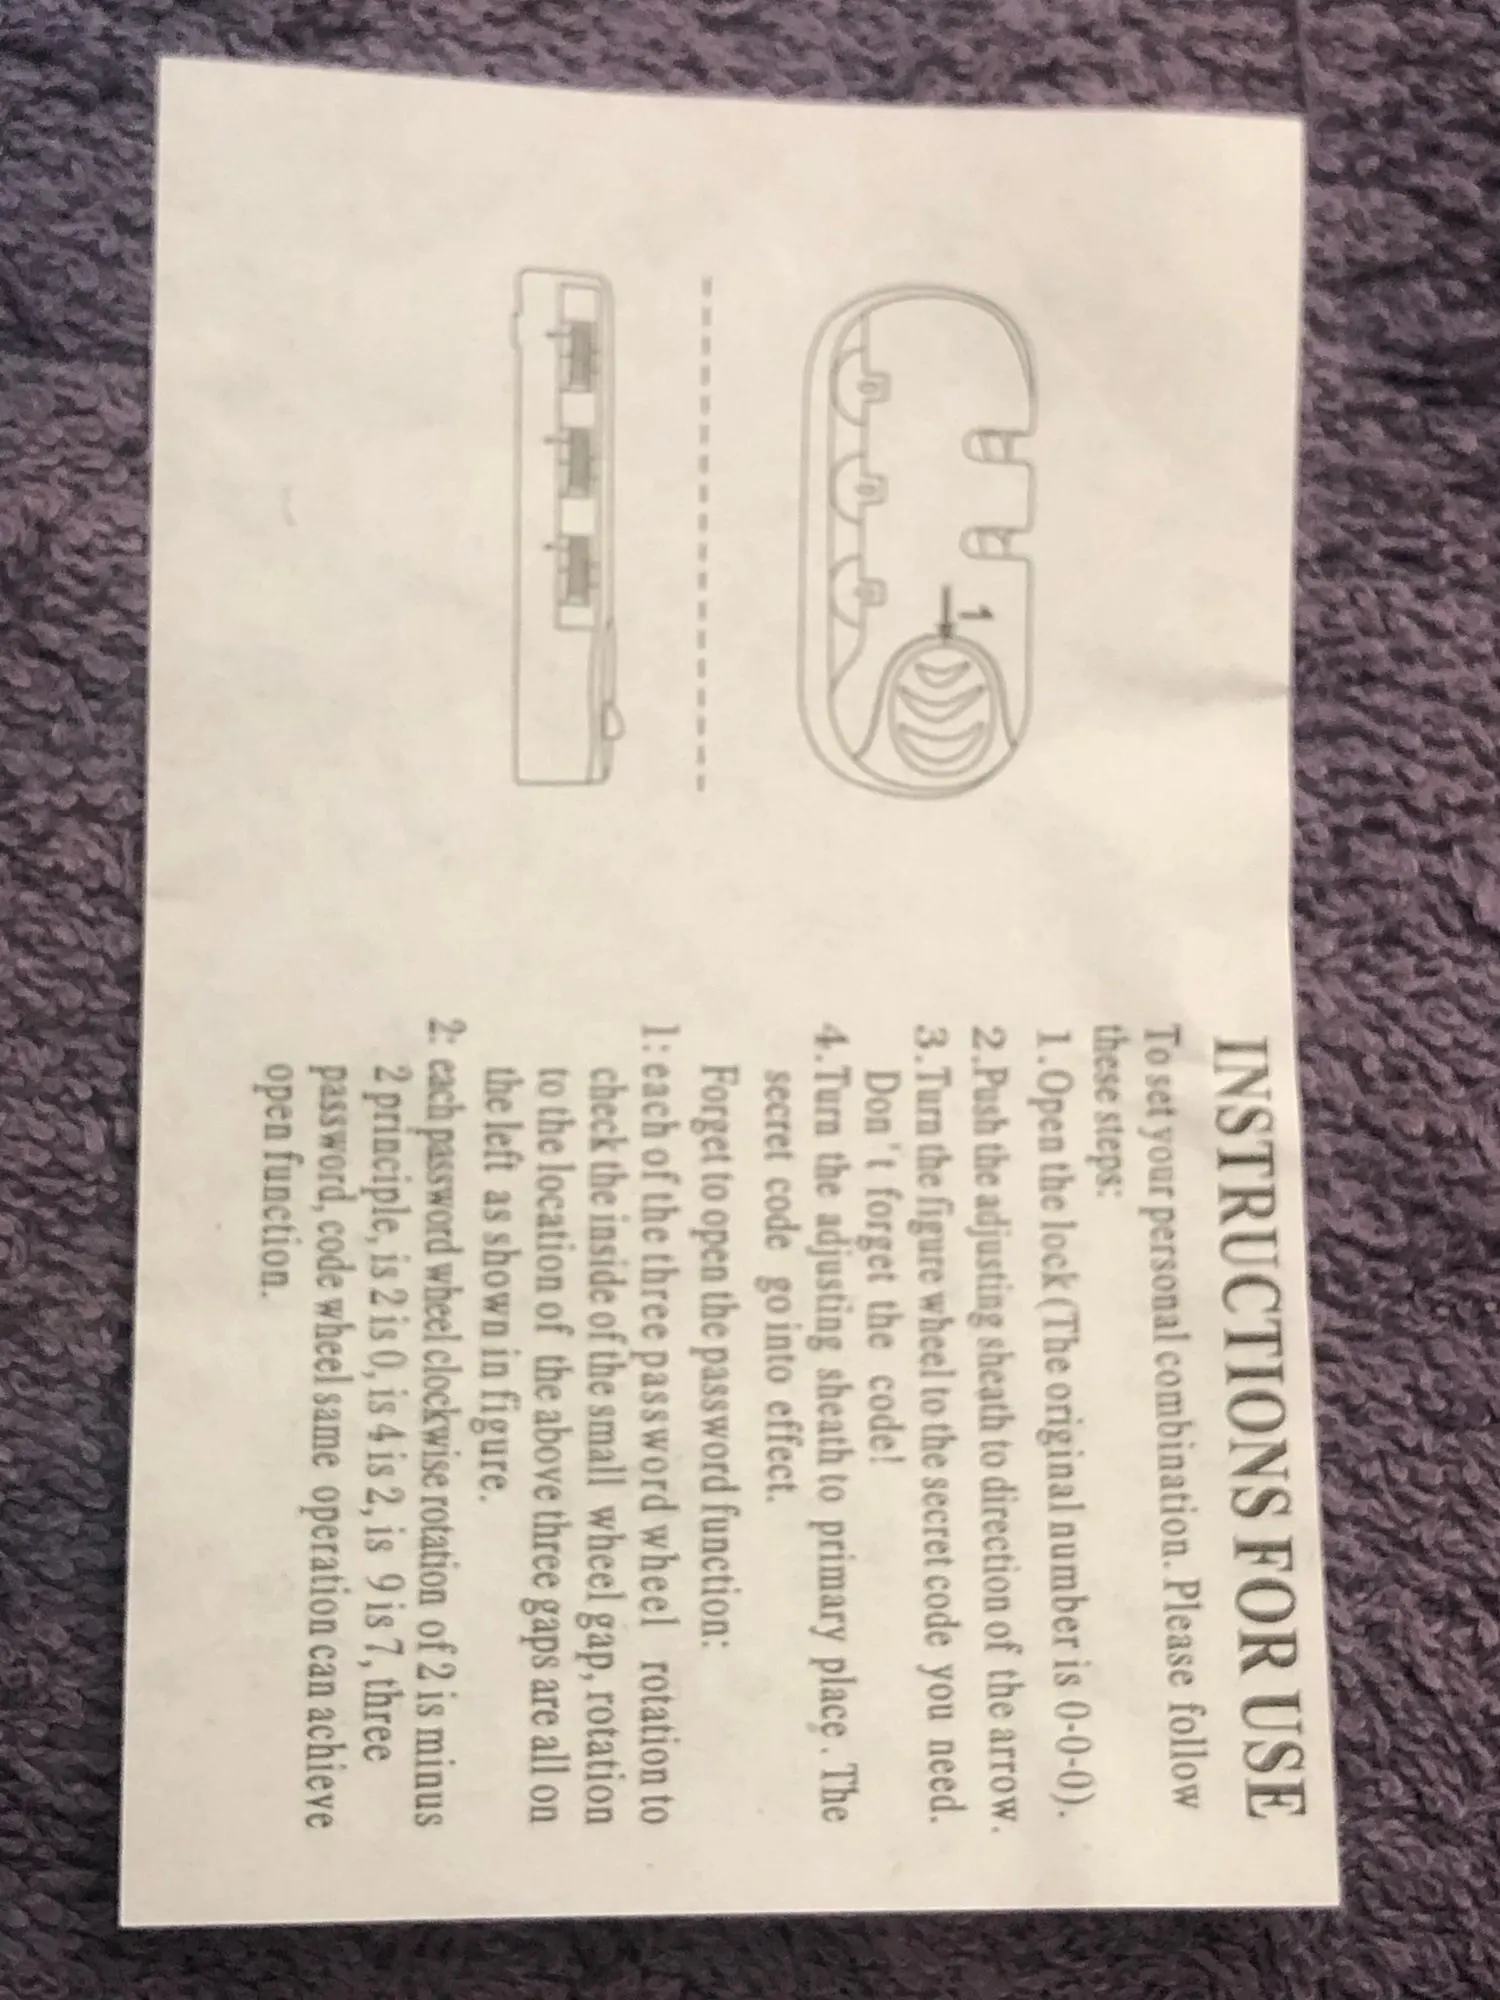 INSTRUCTIONS FOR USE
To set your personal combination. Please follow
these steps:
1.Open the lock (The original number is 0-0-0).
2.Push the adjusting sheath to direction of the arrow.
3.Turn the figure wheel to the secret code you need.
Don't forget the code!
4.Turn the adjusting sheath to primary place. The
secret code go into effect.
Forget to open the password function:
1: each of the three password wheel rotation to
check the inside of the small wheel gap, rotation
to the location of the above three gaps are all on
the left as shown in figure.
2: each password wheel clockwise rotation of 2 is minus
2 principle, is 2 is 0, is 4 is 2, is 9 is 7, three
password, code wheel same operation can achieve
open function.
1